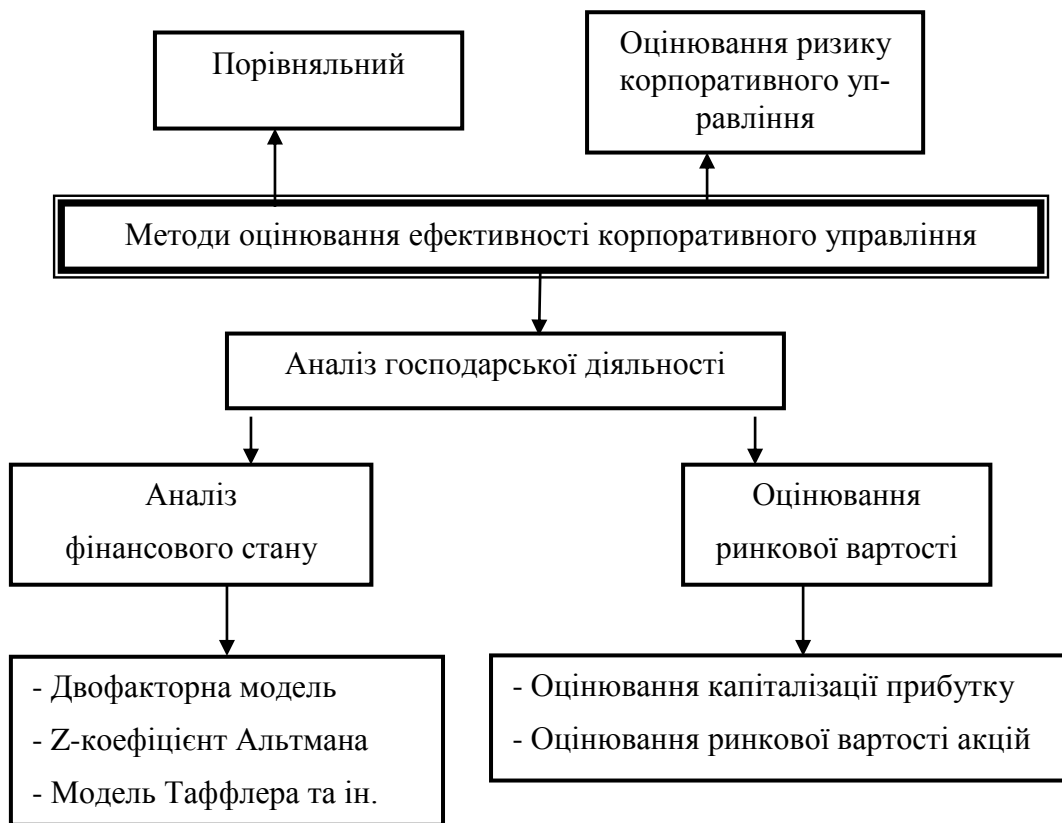 Порівняльний
Оцінювання ризику
корпоративного уп-
равління
Методи оцінювання ефективності корпоративного управління
Аналіз господарської діяльності
Аналіз
фінансового стану
Оцінювання
ринкової вартості
- Двофакторна модель
- Z-коефіцієнт Альтмана
- Модель Таффлера та ін.
- Оцінювання капіталізації прибутку
- Оцінювання ринкової вартості акцій